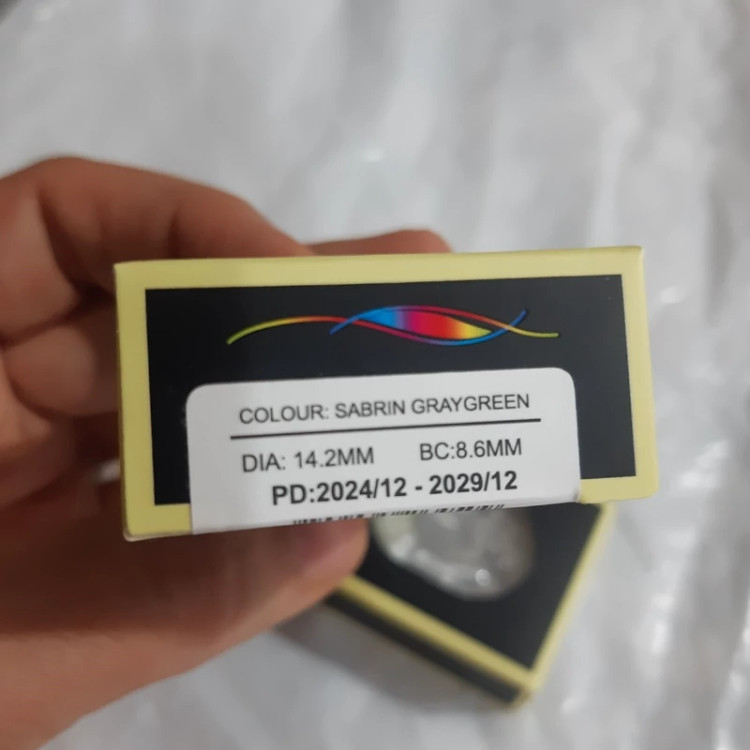 COLOUR: SABRIN GRAYGREEN
DIA: 14.2MM BC:8.6MM
PD:2024/12 - 2029/12